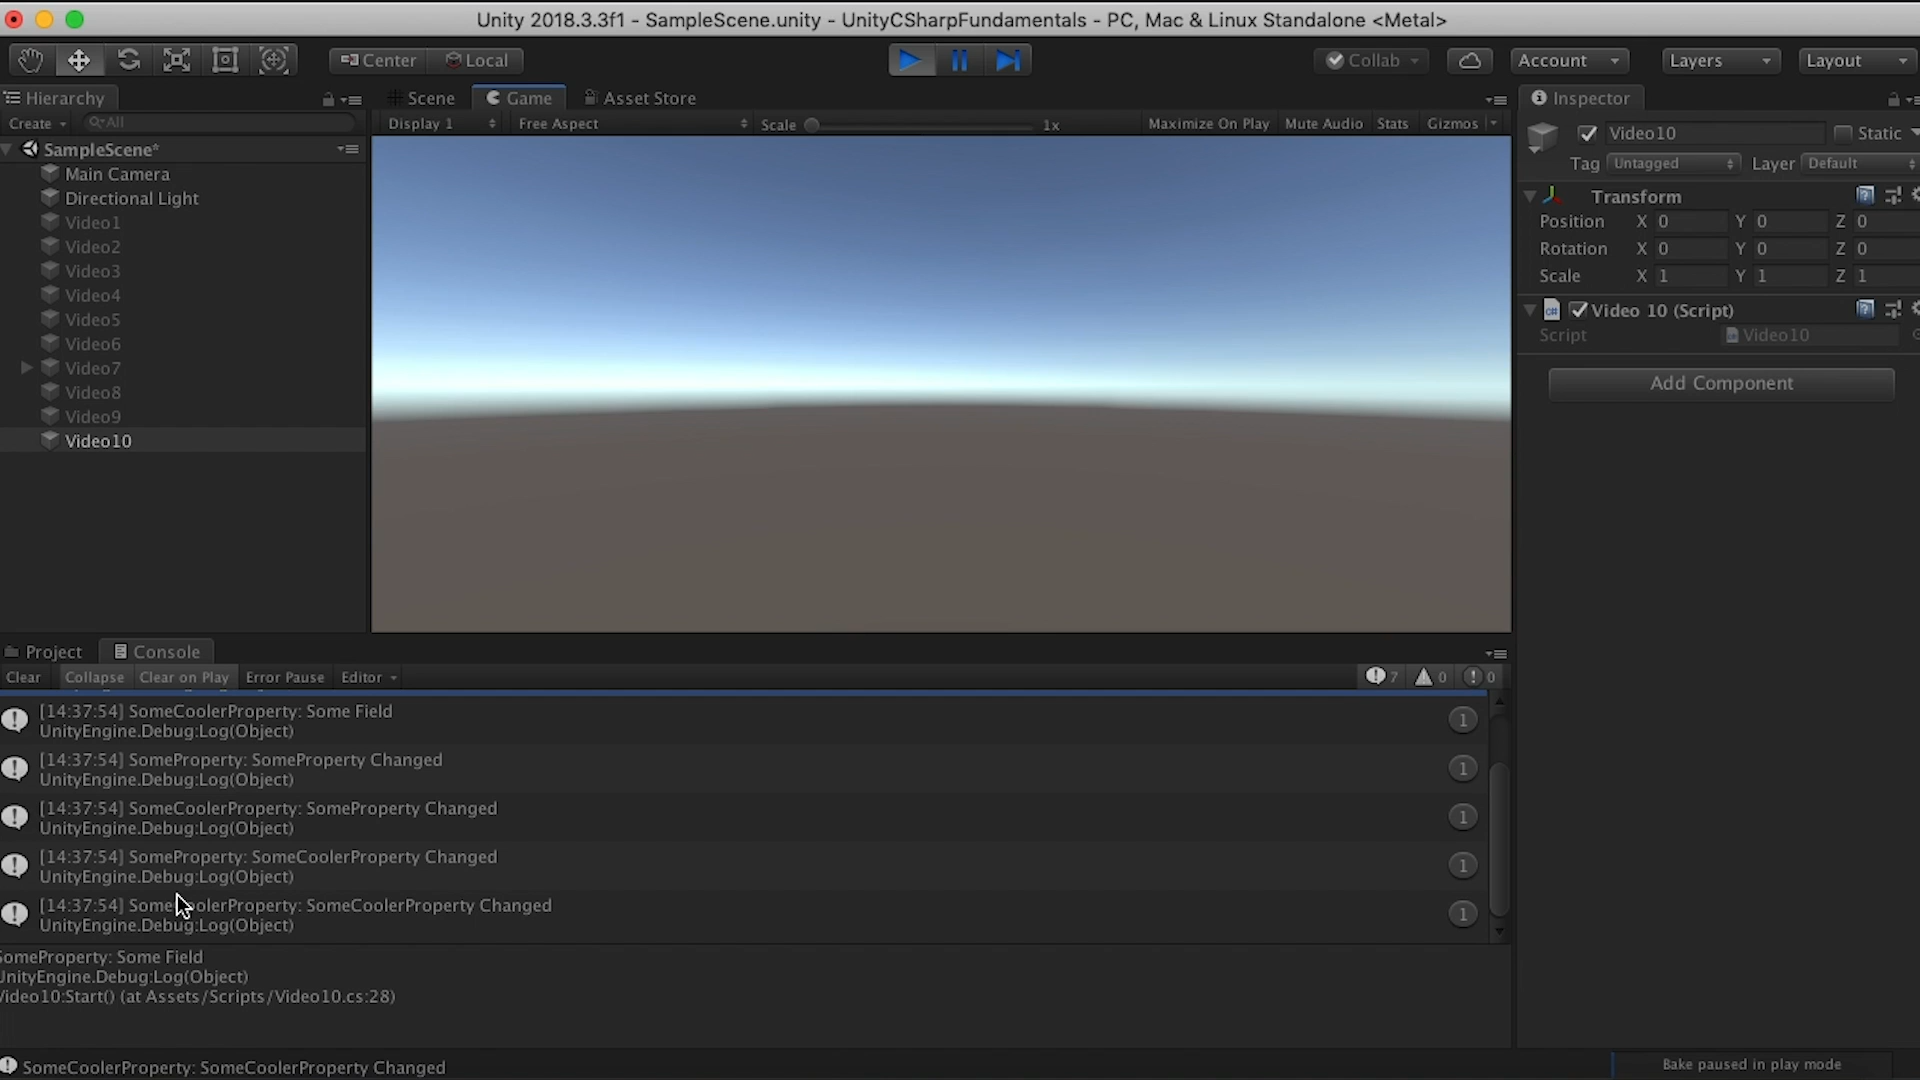 Unity 2018.3.3f1 - SampleScene.unity - UnityCSharpFundamentals - PC, Mac & Linux Standalone <Metal>
Center Local Collab Account Layers Layout
Hierarchy Scene Game Asset Store Inspector
Create All Display 1 Free Aspect Scale 1x Maximize On Play Mute Audio Stats Gizmos
Video10 Static
Tag Untagged Layer Default
SampleScene*
Main Camera
Directional Light
Video1
Video2
Video3
Video4
Video5
Video6
Video7
Video8
Video9
Video10
Transform
Position X 0 Y 0 Z 0
Rotation X 0 Y 0 Z 0
Scale X 1 Y 1 Z 1
Video 10 (Script)
Script Video10
Add Component
Project Console
Clear Collapse Clear on Play Error Pause Editor 7 0 0
[14:37:54] SomeCoolerProperty: Some Field
UnityEngine.Debug:Log(Object) 1
[14:37:54] SomeProperty: SomeProperty Changed
UnityEngine.Debug:Log(Object) 1
[14:37:54] SomeCoolerProperty: SomeProperty Changed
UnityEngine.Debug:Log(Object) 1
[14:37:54] SomeProperty: SomeCoolerProperty Changed
UnityEngine.Debug:Log(Object) 1
[14:37:54] SomeCoolerProperty: SomeCoolerProperty Changed
UnityEngine.Debug:Log(Object) 1
SomeProperty: Some Field
UnityEngine.Debug:Log(Object)
Video10:Start() (at Assets/Scripts/Video10.cs:28)
SomeCoolerProperty: SomeCoolerProperty Changed
Bake paused in play mode